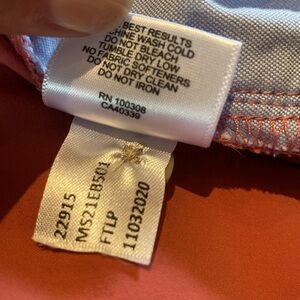 BEST RESULTS
HINE WASH COLD
DO NOT BLEACH
TUMBLE DRY LOW
NO FABRIC SOFTENERS
DO NOT DRY CLEAN
DO NOT IRON
RN 100308
CA40339
22915
MS21EB501
FTLP
11032020